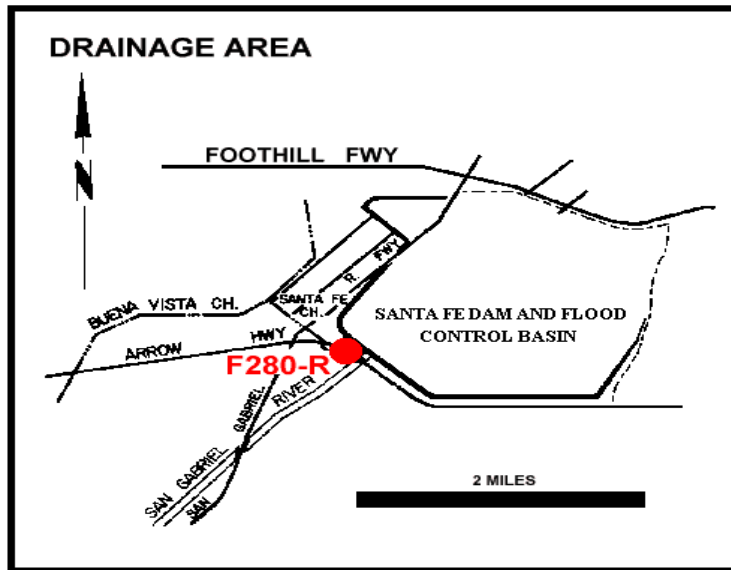 DRAINAGE AREA
N
FOOTHILL FWY
BUENA VISTA CH.
SANTA FE
CH.
SAN GABRIEL R. FWY
ARROW HWY
SANTA FE DAM AND FLOOD
CONTROL BASIN
F280-R
SAN GABRIEL RIVER
2 MILES